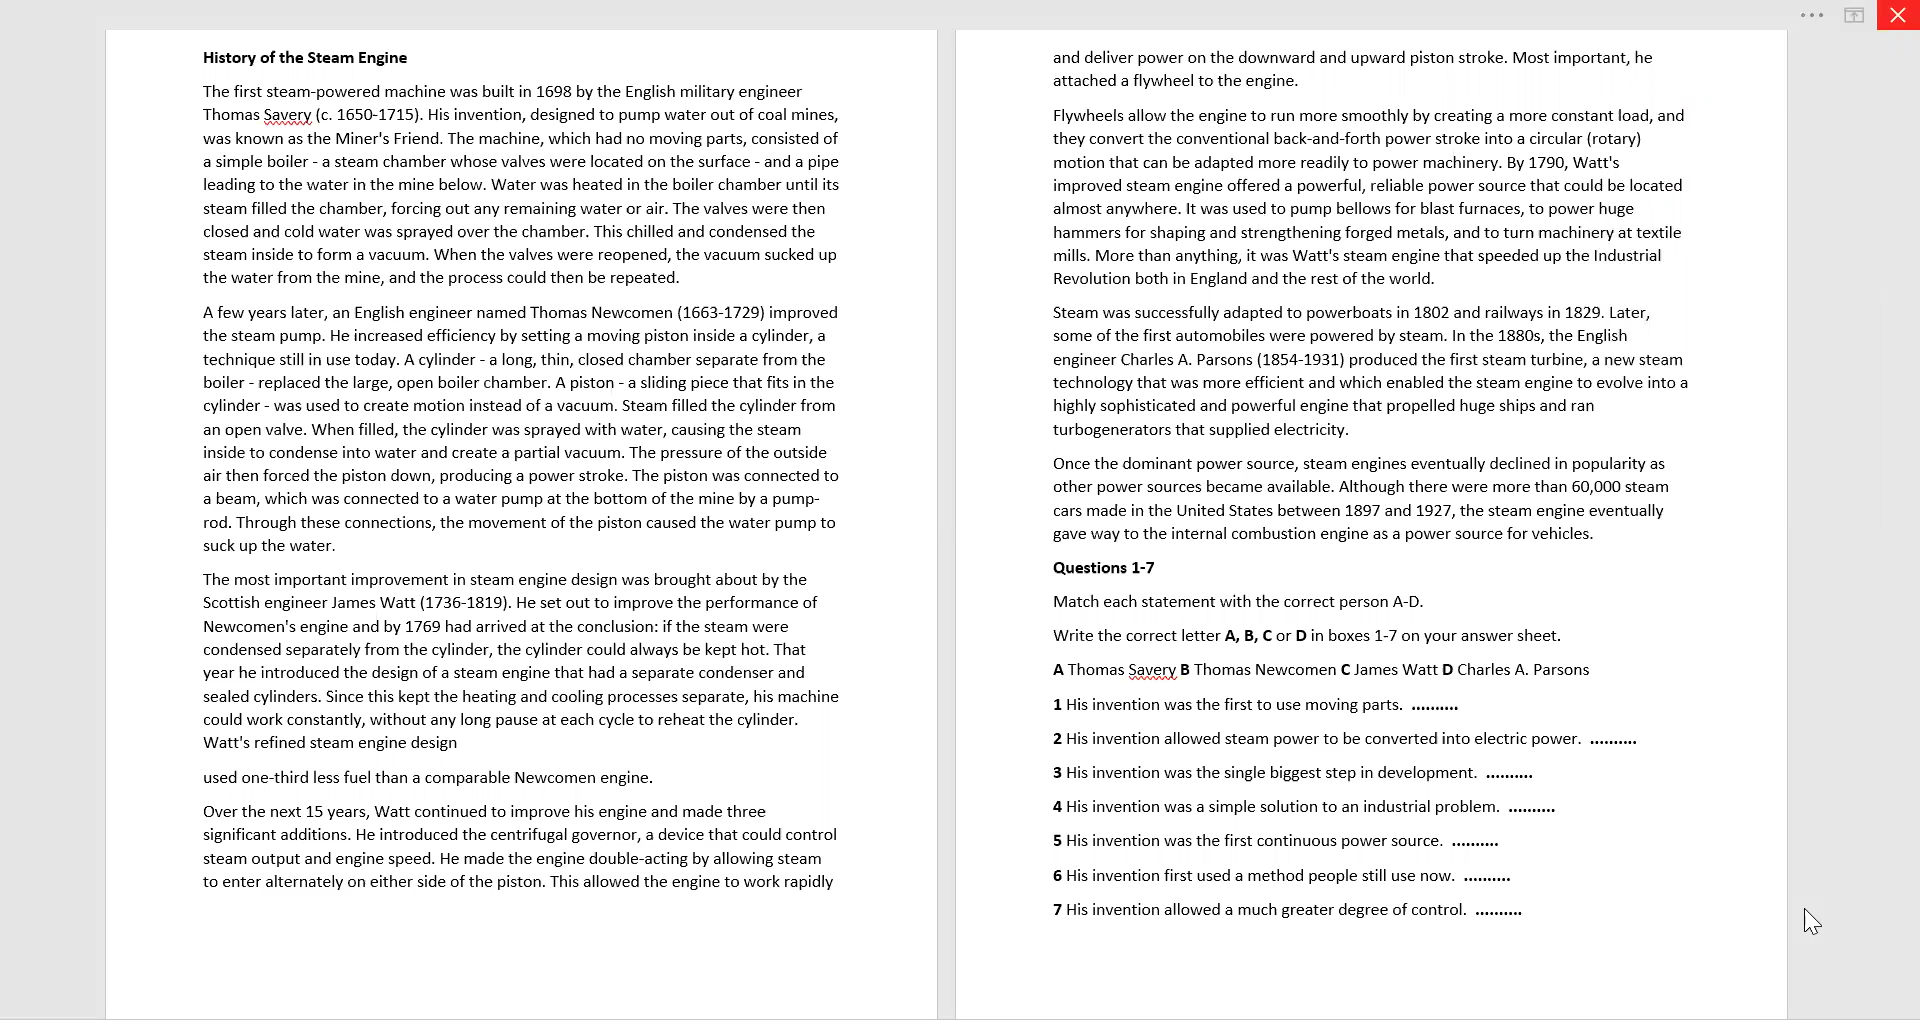 History of the Steam Engine
The first steam-powered machine was built in 1698 by the English military engineer
Thomas Savery (c. 1650-1715). His invention, designed to pump water out of coal mines,
was known as the Miner's Friend. The machine, which had no moving parts, consisted of
a simple boiler - a steam chamber whose valves were located on the surface - and a pipe
leading to the water in the mine below. Water was heated in the boiler chamber until its
steam filled the chamber, forcing out any remaining water or air. The valves were then
closed and cold water was sprayed over the chamber. This chilled and condensed the
steam inside to form a vacuum. When the valves were reopened, the vacuum sucked up
the water from the mine, and the process could then be repeated.
A few years later, an English engineer named Thomas Newcomen (1663-1729) improved
the steam pump. He increased efficiency by setting a moving piston inside a cylinder, a
technique still in use today. A cylinder - a long, thin, closed chamber separate from the
boiler - replaced the large, open boiler chamber. A piston - a sliding piece that fits in the
cylinder - was used to create motion instead of a vacuum. Steam filled the cylinder from
an open valve. When filled, the cylinder was sprayed with water, causing the steam
inside to condense into water and create a partial vacuum. The pressure of the outside
air then forced the piston down, producing a power stroke. The piston was connected to
a beam, which was connected to a water pump at the bottom of the mine by a pump-
rod. Through these connections, the movement of the piston caused the water pump to
suck up the water.
The most important improvement in steam engine design was brought about by the
Scottish engineer James Watt (1736-1819). He set out to improve the performance of
Newcomen's engine and by 1769 had arrived at the conclusion: if the steam were
condensed separately from the cylinder, the cylinder could always be kept hot. That
year he introduced the design of a steam engine that had a separate condenser and
sealed cylinders. Since this kept the heating and cooling processes separate, his machine
could work constantly, without any long pause at each cycle to reheat the cylinder.
Watt's refined steam engine design
used one-third less fuel than a comparable Newcomen engine.
Over the next 15 years, Watt continued to improve his engine and made three
significant additions. He introduced the centrifugal governor, a device that could control
steam output and engine speed. He made the engine double-acting by allowing steam
to enter alternately on either side of the piston. This allowed the engine to work rapidly
and deliver power on the downward and upward piston stroke. Most important, he
attached a flywheel to the engine.
Flywheels allow the engine to run more smoothly by creating a more constant load, and
they convert the conventional back-and-forth power stroke into a circular (rotary)
motion that can be adapted more readily to power machinery. By 1790, Watt's
improved steam engine offered a powerful, reliable power source that could be located
almost anywhere. It was used to pump bellows for blast furnaces, to power huge
hammers for shaping and strengthening forged metals, and to turn machinery at textile
mills. More than anything, it was Watt's steam engine that speeded up the Industrial
Revolution both in England and the rest of the world.
Steam was successfully adapted to powerboats in 1802 and railways in 1829. Later,
some of the first automobiles were powered by steam. In the 1880s, the English
engineer Charles A. Parsons (1854-1931) produced the first steam turbine, a new steam
technology that was more efficient and which enabled the steam engine to evolve into a
highly sophisticated and powerful engine that propelled huge ships and ran
turbogenerators that supplied electricity.
Once the dominant power source, steam engines eventually declined in popularity as
other power sources became available. Although there were more than 60,000 steam
cars made in the United States between 1897 and 1927, the steam engine eventually
gave way to the internal combustion engine as a power source for vehicles.
Questions 1-7
Match each statement with the correct person A-D.
Write the correct letter A, B, C or D in boxes 1-7 on your answer sheet.
A Thomas Savery B Thomas Newcomen C James Watt D Charles A. Parsons
1 His invention was the first to use moving parts. ..........
2 His invention allowed steam power to be converted into electric power. ..........
3 His invention was the single biggest step in development. ..........
4 His invention was a simple solution to an industrial problem. ..........
5 His invention was the first continuous power source. ..........
6 His invention first used a method people still use now. ..........
7 His invention allowed a much greater degree of control. ..........